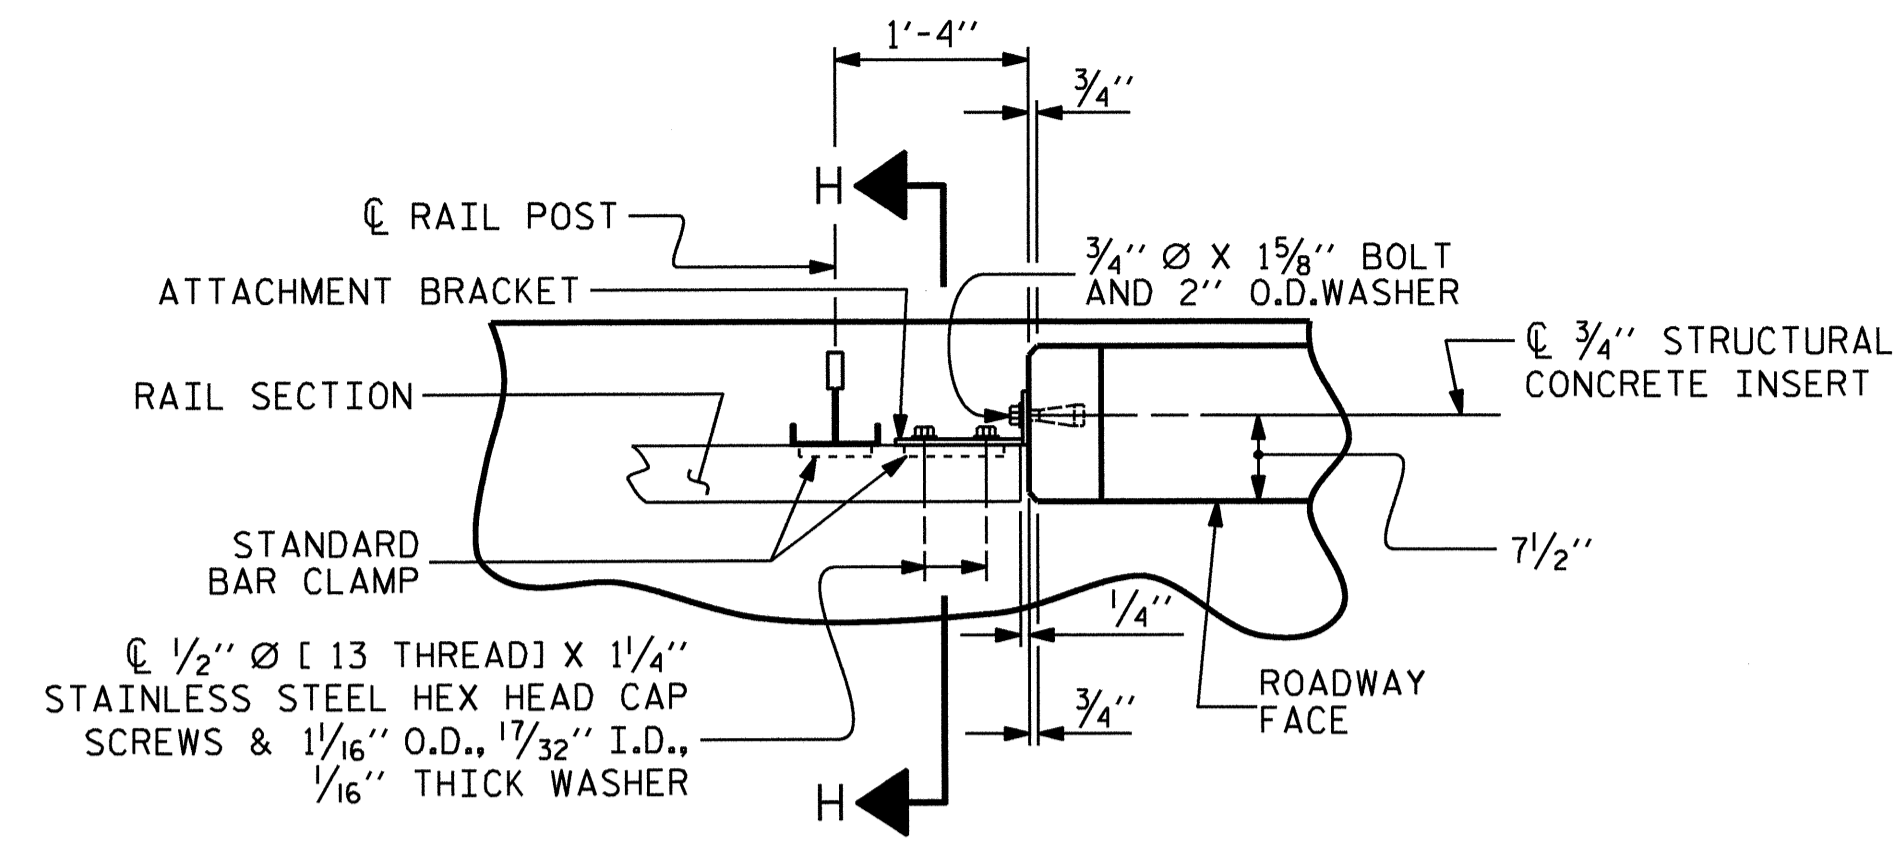 1'-4"
3/4"
H
℄ RAIL POST
3/4" Ø X 1 5/8" BOLT
AND 2" O.D. WASHER
ATTACHMENT BRACKET
℄ 3/4" STRUCTURAL
CONCRETE INSERT
RAIL SECTION
STANDARD
BAR CLAMP
7 1/2"
1/4"
℄ 1/2" Ø [ 13 THREAD] X 1 1/4"
STAINLESS STEEL HEX HEAD CAP
SCREWS & 1 1/16" O.D., 17/32" I.D.,
1/16" THICK WASHER
ROADWAY
FACE
3/4"
H